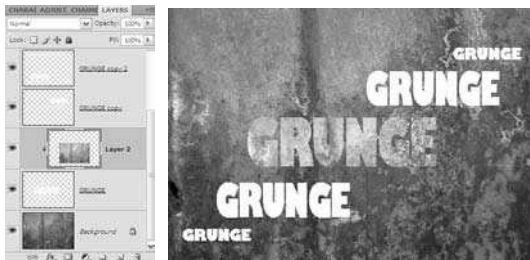 CHARAC ADJUST CHANNE LAYERS
Normal Opacity: 100%
Lock: Fill: 100%
GRUNGE copy 2
GRUNGE copy
Layer 2
GRUNGE
Background
GRUNGE
GRUNGE
GRUNGE
GRUNGE
GRUNGE